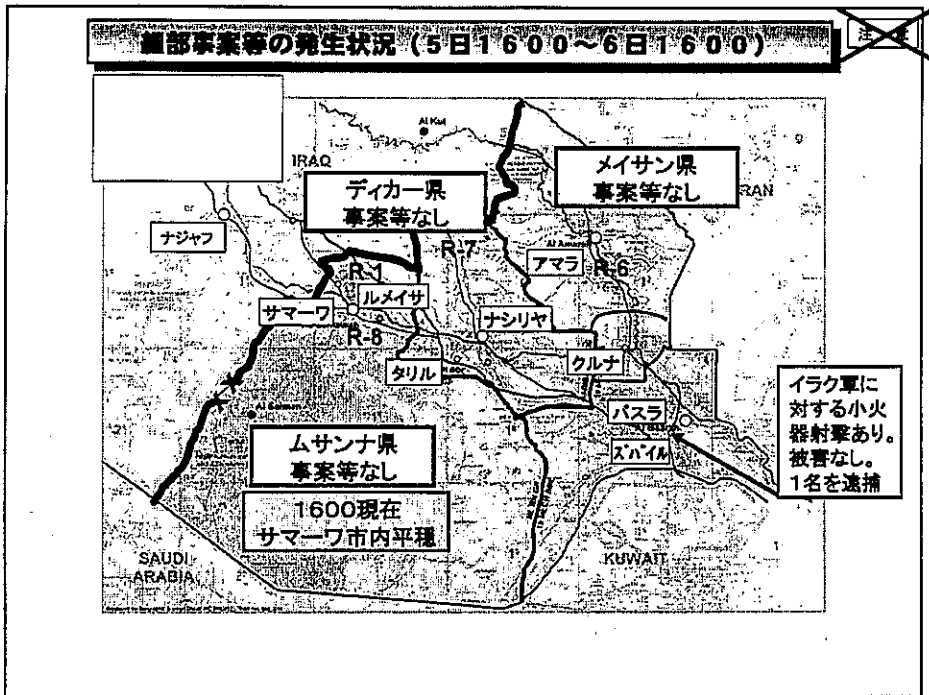 細部事案等の発生状況(5日1600~6日1600)
注意
Al Kut
IRAQ
メイサン県
事案等なし
RAN
ディカー県
事案等なし
ナジャフ
R-7
Al Amara
アマラ
R-6
R-1
ルメイサ
サマーワ
ナシリヤ
R-8
クルナ
タリル
イラク軍に
対する小火
器射撃あり。
被害なし。
1名を逮捕
バスラ
Al Salman
ズバイル
ムサンナ県
事案等なし
1600現在
サマーワ市内平穏
SAUDI
ARABIA
KUWAIT